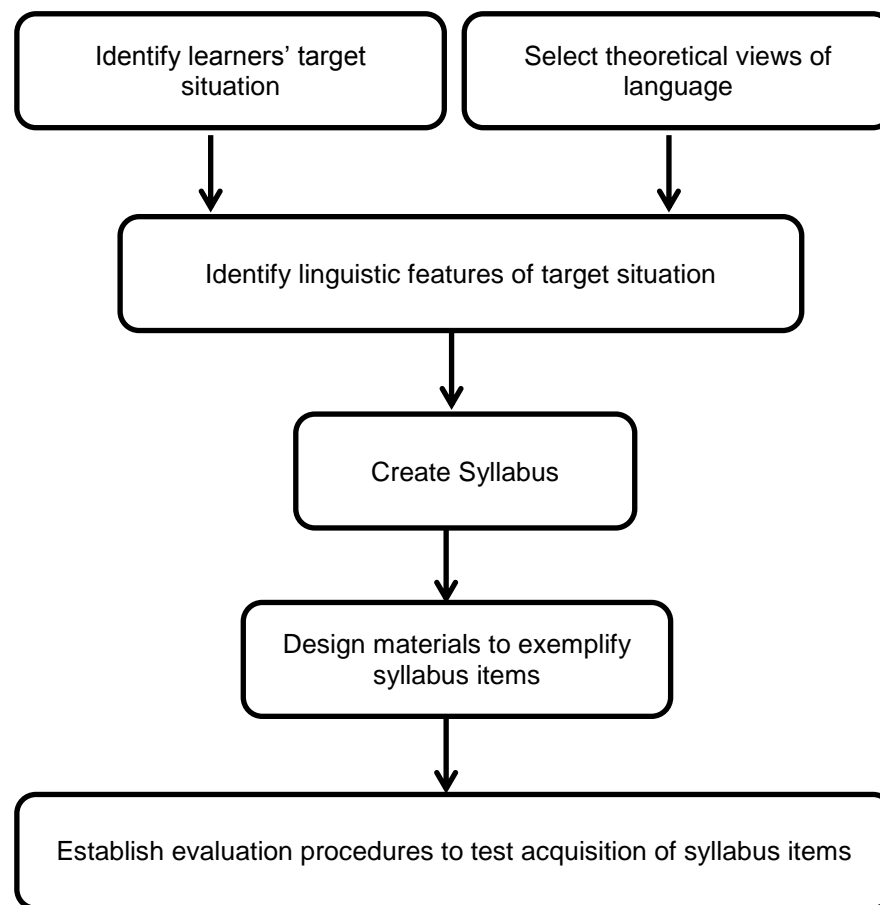 Identify learners’ target
situation
Select theoretical views of
language
Identify linguistic features of target situation
Create Syllabus
Design materials to exemplify
syllabus items
Establish evaluation procedures to test acquisition of syllabus items